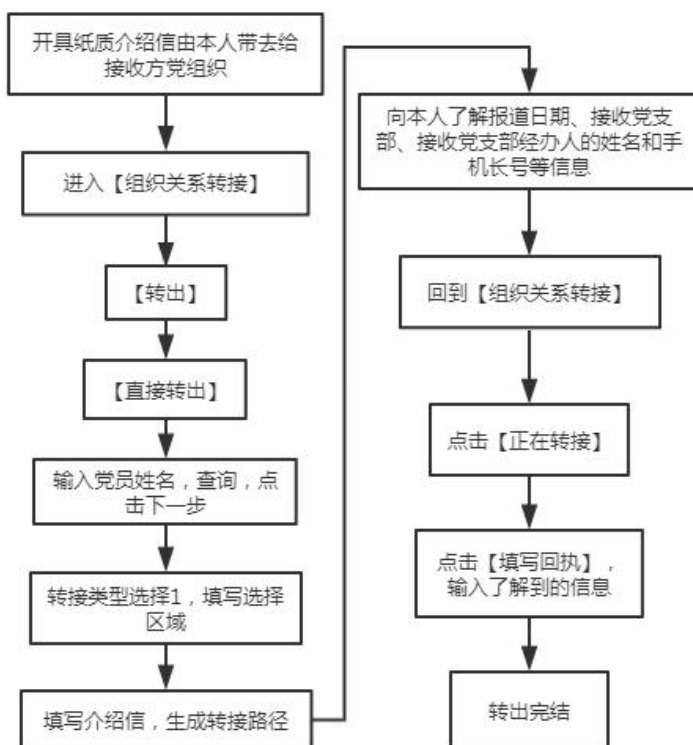 开具纸质介绍信由本人带去给
接收方党组织
进入【组织关系转接】
【转出】
【直接转出】
输入党员姓名，查询，点
击下一步
转接类型选择1，填写选择
区域
填写介绍信，生成转接路径
向本人了解报道日期、接收党支
部、接收党支部经办人的姓名和手
机长号等信息
回到【组织关系转接】
点击【正在转接】
点击【填写回执】，
输入了解到的信息
转出完结